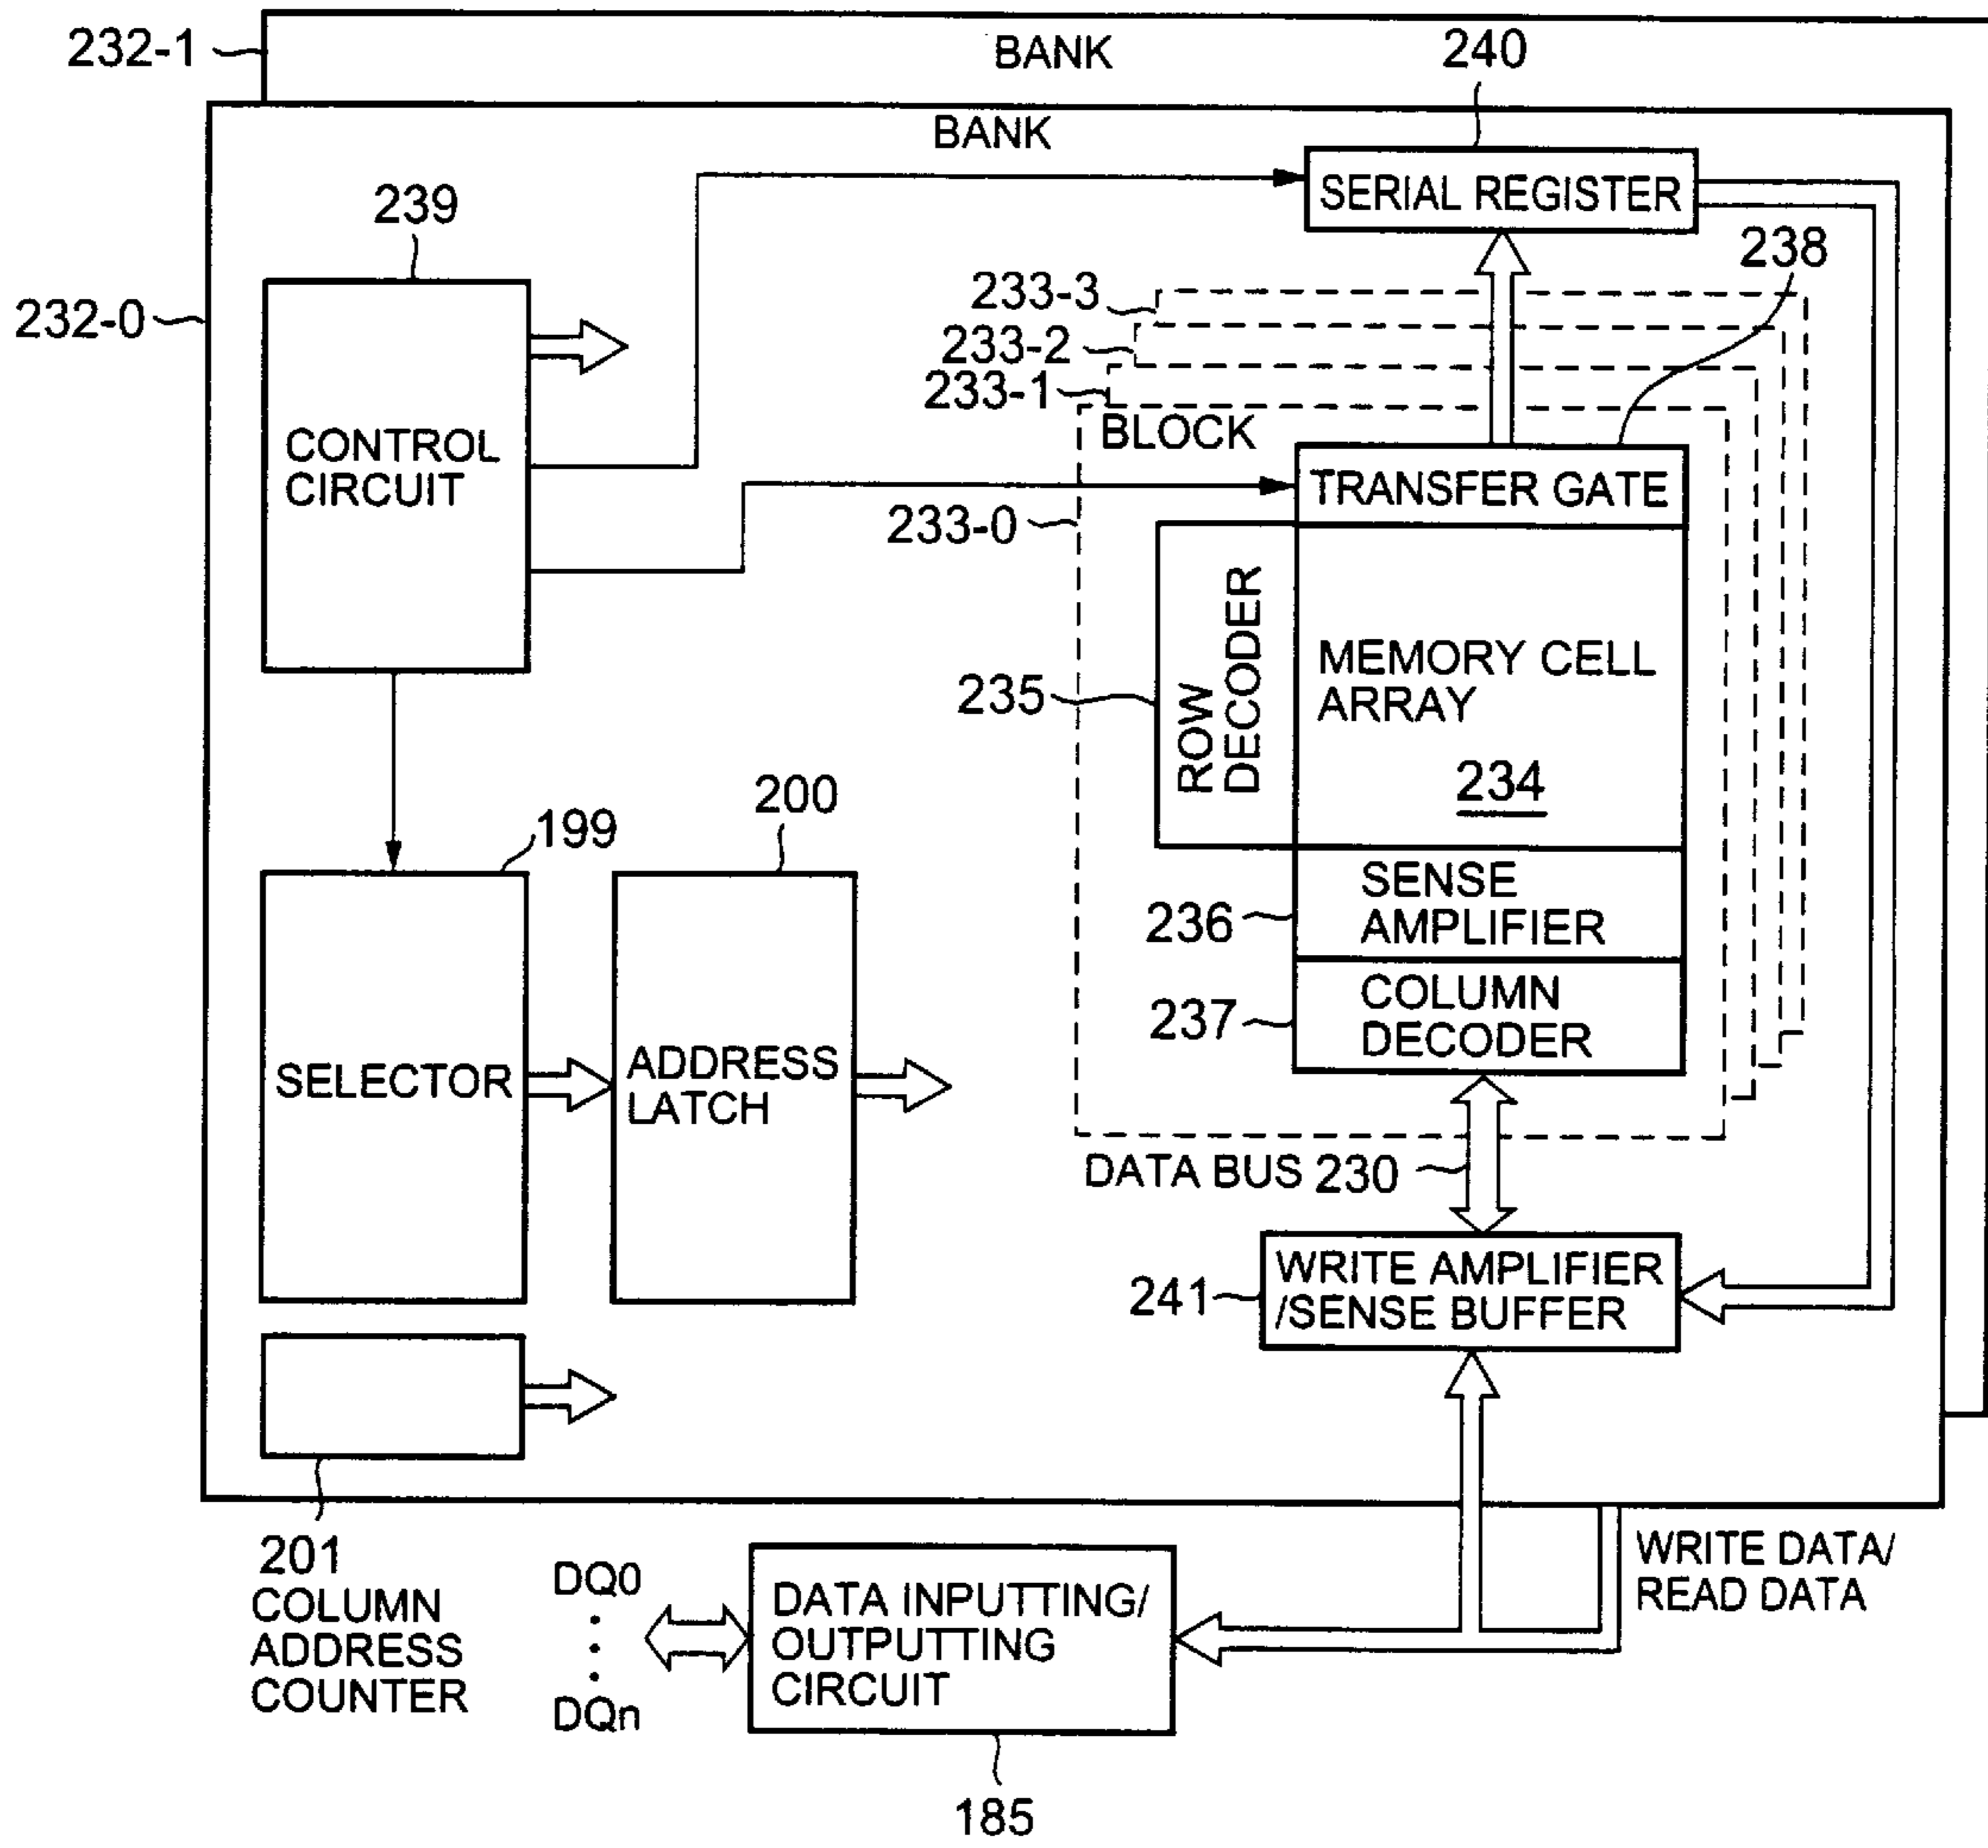 232-1
BANK
240
BANK
239
SERIAL REGISTER
238
232-0
233-3
233-2
233-1
BLOCK
CONTROL
CIRCUIT
TRANSFER GATE
233-0
ROW
DECODER
MEMORY CELL
ARRAY
235
234
200
199
SENSE
AMPLIFIER
236
COLUMN
DECODER
237
SELECTOR
ADDRESS
LATCH
DATA BUS 230
WRITE AMPLIFIER
/SENSE BUFFER
241
201
COLUMN
ADDRESS
COUNTER
DQ0
DQn
DATA INPUTTING/
OUTPUTTING
CIRCUIT
WRITE DATA/
READ DATA
185